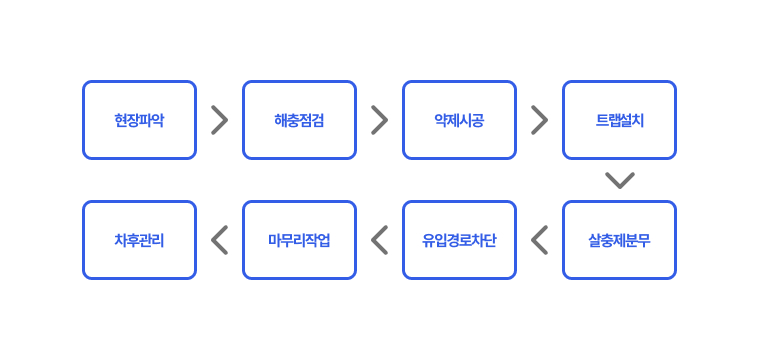 현장파악
해충점검
약제시공
트랩설치
살충제분무
유입경로차단
마무리작업
차후관리